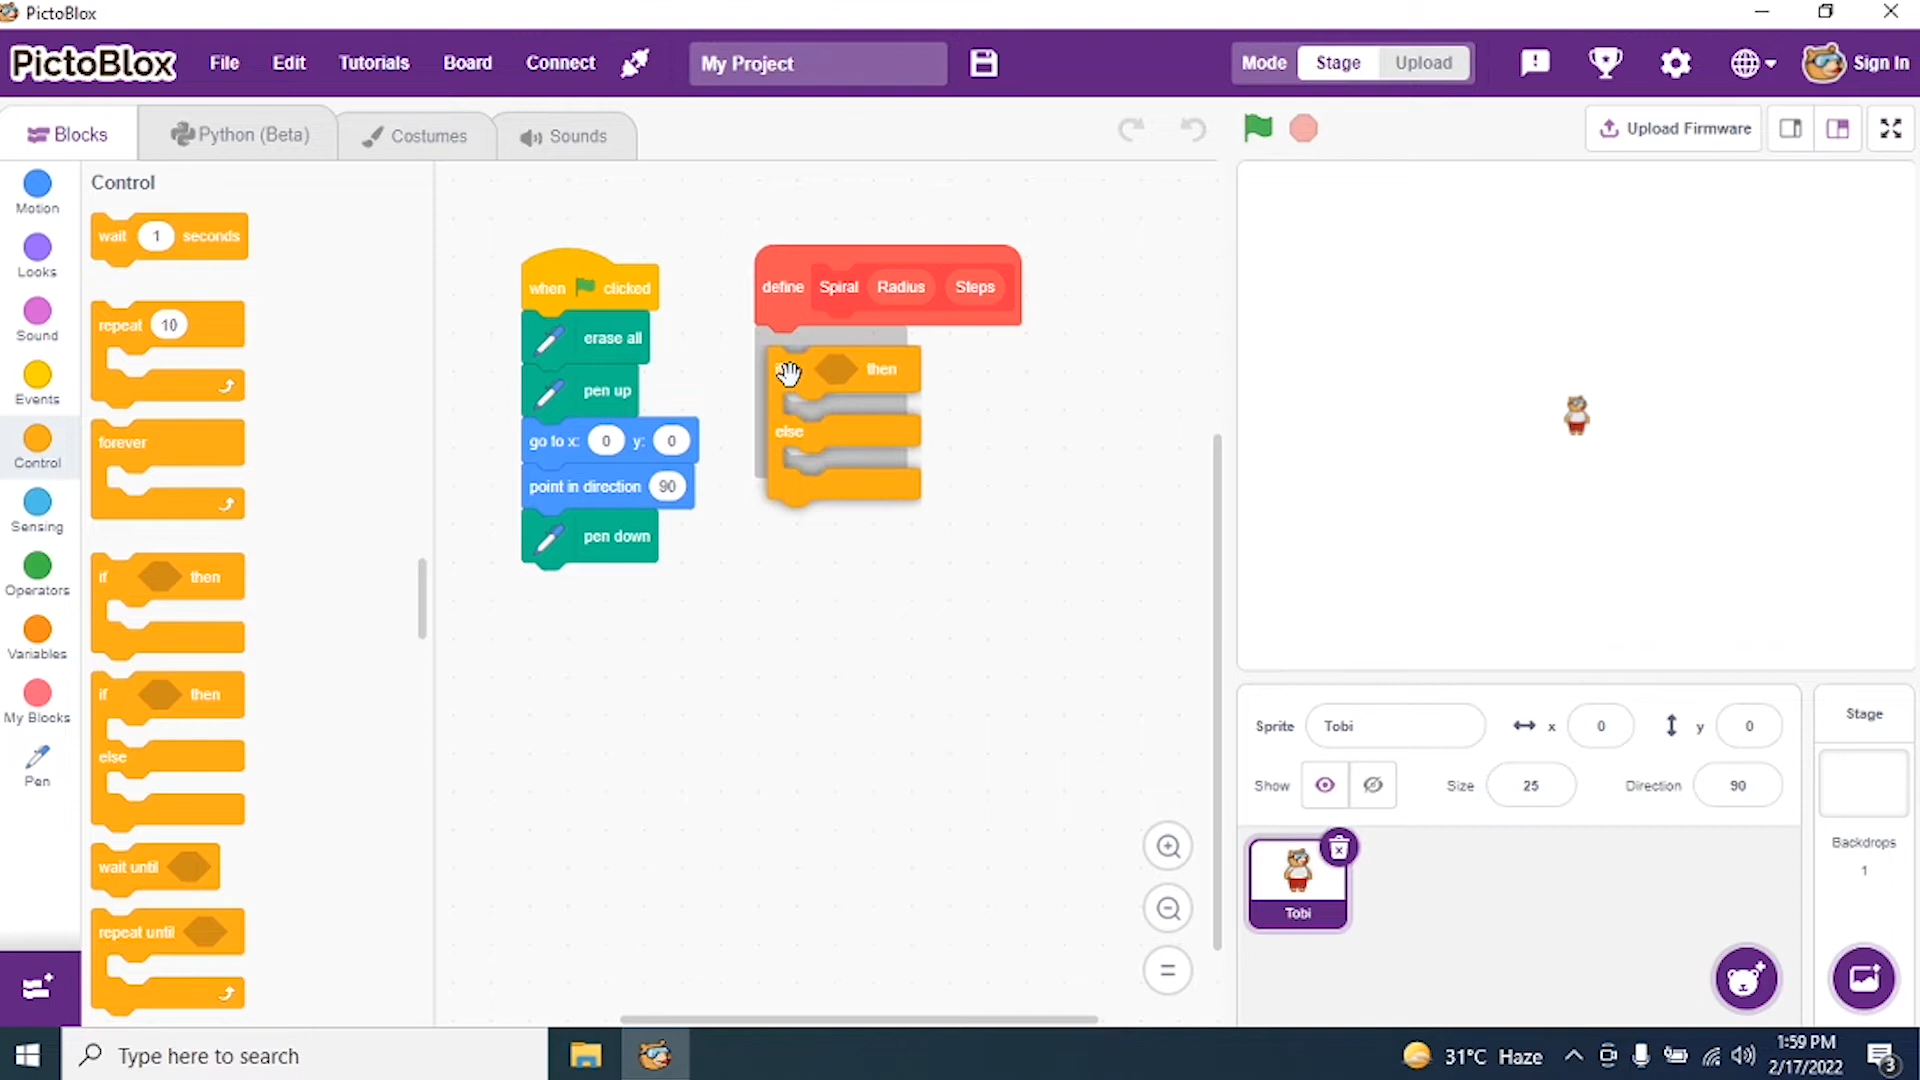 PictoBlox
PictoBlox File Edit Tutorials Board Connect My Project Mode Stage Upload Sign In
Blocks Python (Beta) Costumes Sounds Upload Firmware
Motion
Looks
Sound
Events
Control
Sensing
Operators
Variables
My Blocks
Pen
Control
wait 1 seconds
repeat 10
forever
if then
if then
else
wait until
repeat until
when clicked
erase all
pen up
go to x: 0 y: 0
point in direction 90
pen down
define Spiral Radius Steps
then
else
Sprite Tobi x 0 y 0
Show Size 25 Direction 90
Tobi
Stage
Backdrops
1
Type here to search
31°C Haze
1:59 PM
2/17/2022
3